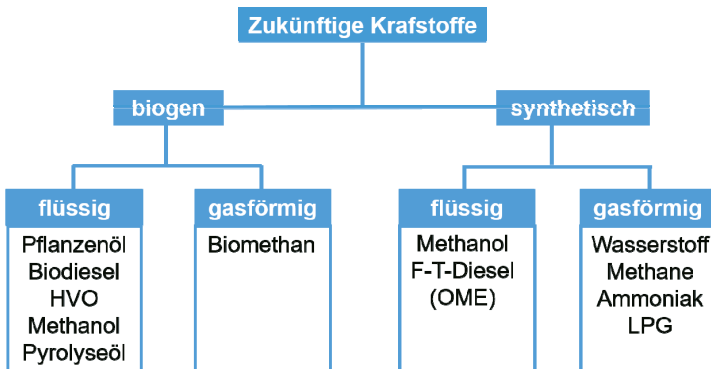 Zukünftige Krafstoffe
biogen
synthetisch
flüssig
Pflanzenöl
Biodiesel
HVO
Methanol
Pyrolyseöl
gasförmig
Biomethan
flüssig
Methanol
F-T-Diesel
(OME)
gasförmig
Wasserstoff
Methane
Ammoniak
LPG